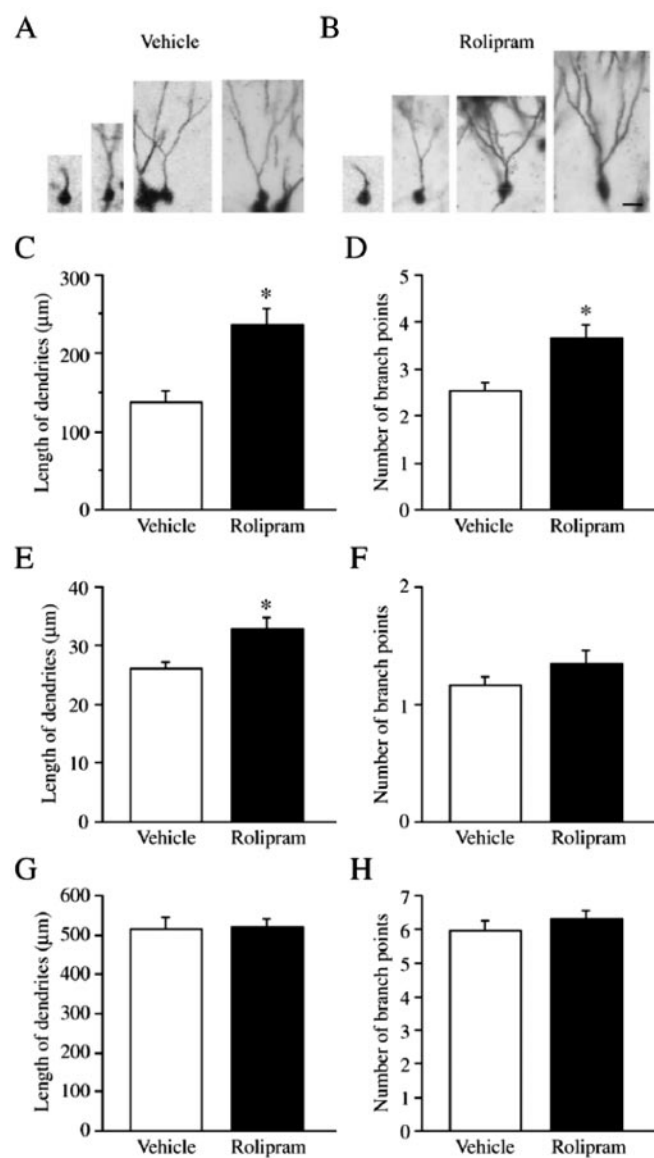 A Vehicle B Rolipram
C D
Length of dendrites (μm)
300
200
100
0
*
Vehicle Rolipram
Number of branch points
5
4
3
2
1
0
*
Vehicle Rolipram
E F
Length of dendrites (μm)
40
30
20
10
0
*
Vehicle Rolipram
Number of branch points
2
1
0
Vehicle Rolipram
G H
Length of dendrites (μm)
600
500
400
300
200
100
0
Vehicle Rolipram
Number of branch points
7
6
5
4
3
2
1
0
Vehicle Rolipram